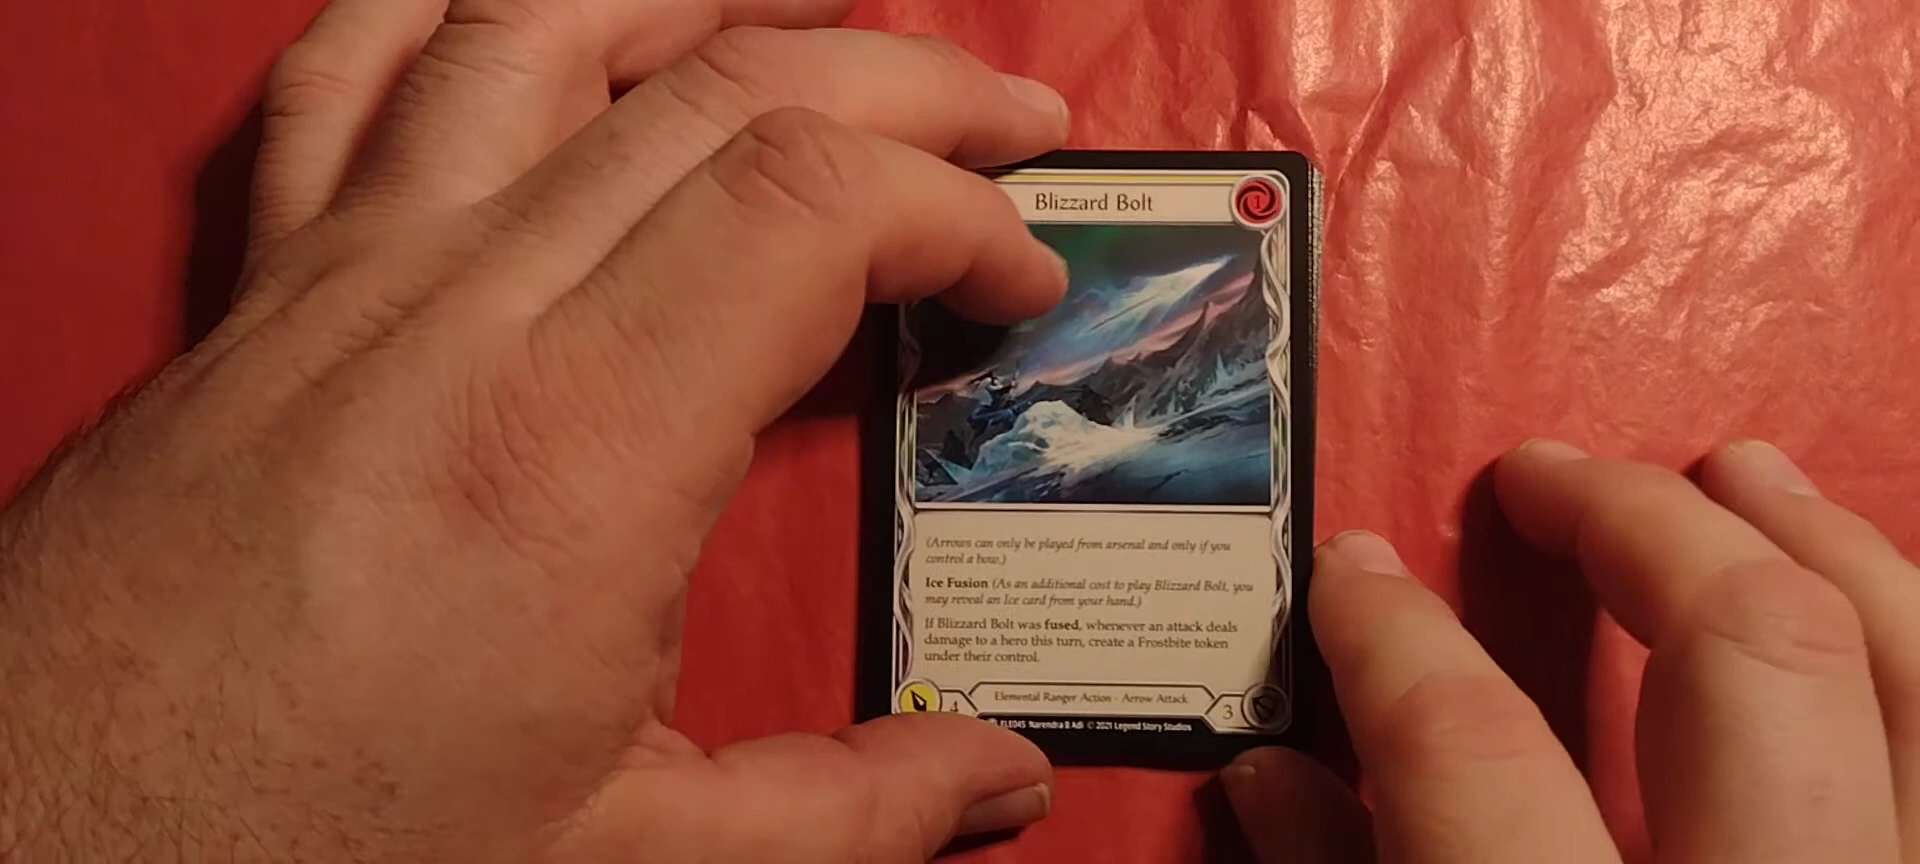 Blizzard Bolt
1
(Arrows can only be played from arsenal and only if you
control a bow.)
Ice Fusion (As an additional cost to play Blizzard Bolt, you
may reveal an Ice card from your hand.)
If Blizzard Bolt was fused, whenever an attack deals
damage to a hero this turn, create a Frostbite token
under their control.
4
Elemental Ranger Action - Arrow Attack
3
ELE045 Narendra B Adi © 2021 Legend Story Studios